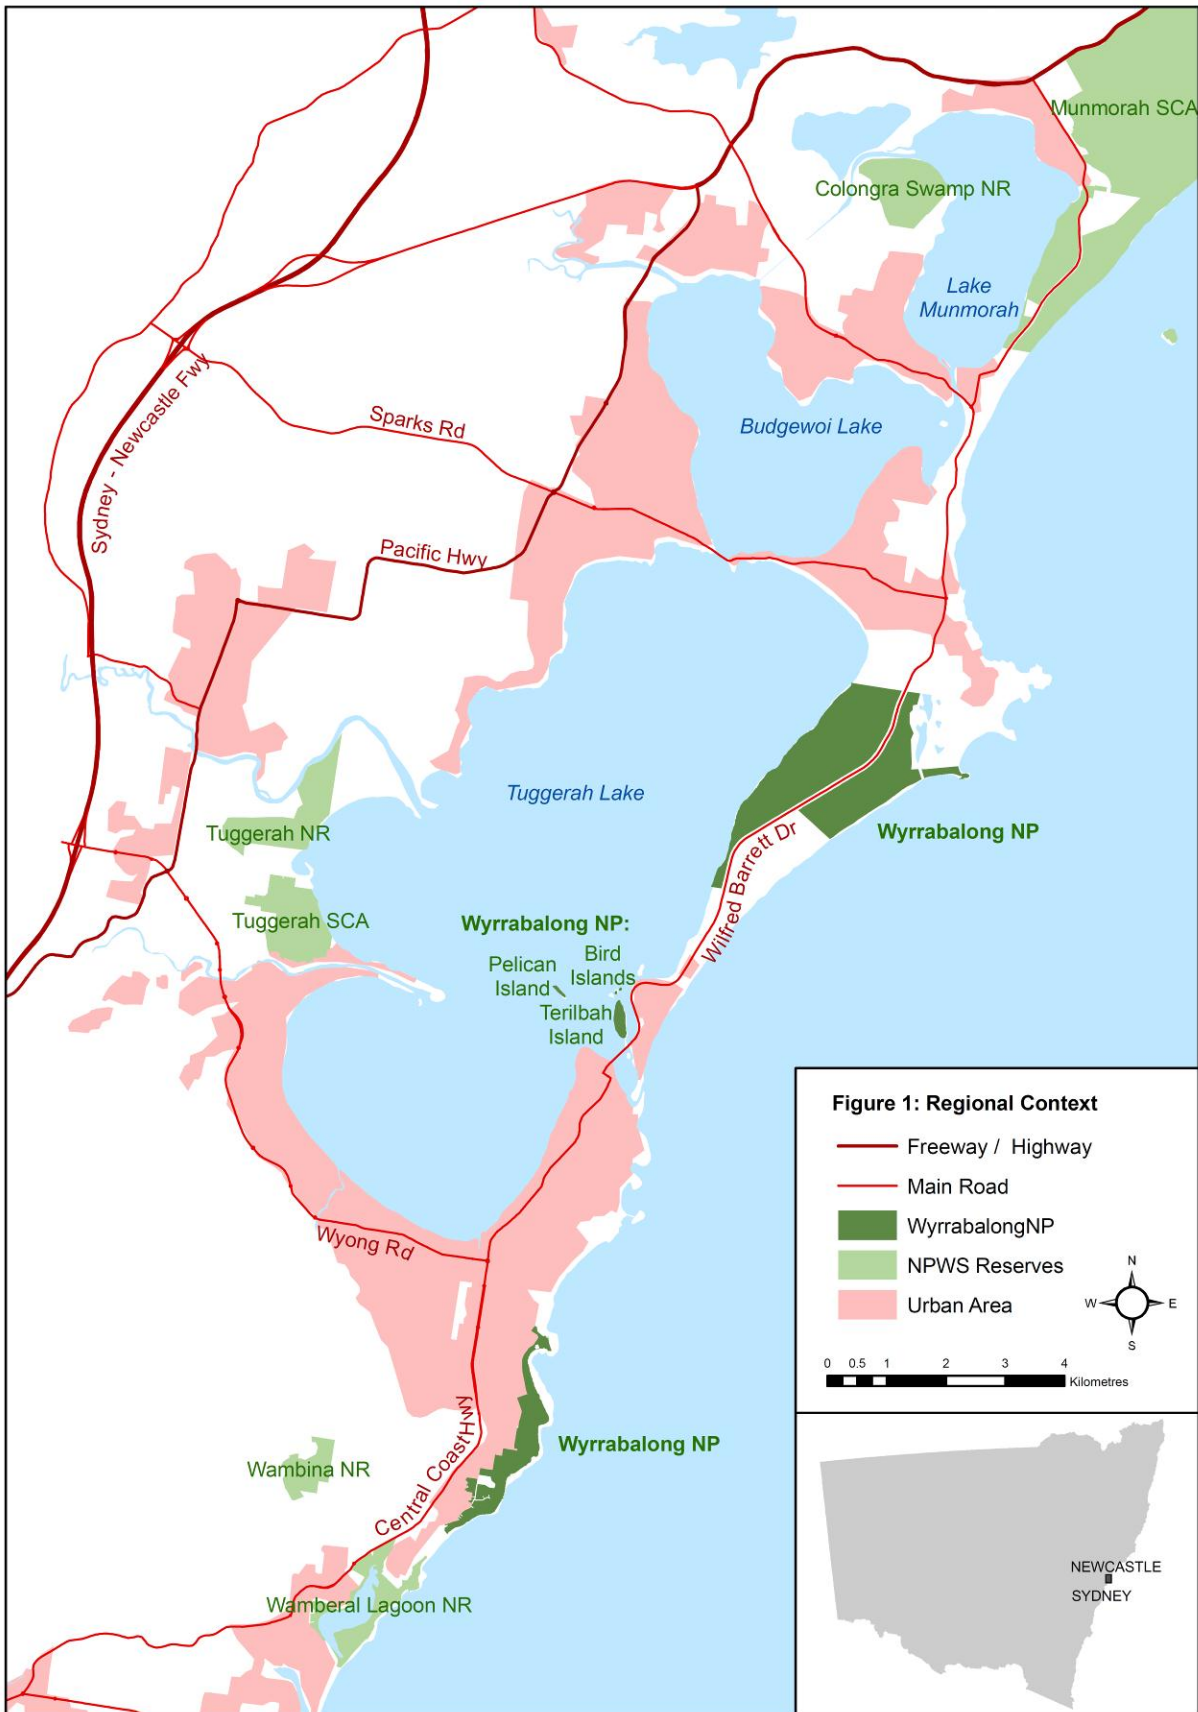 Munmorah SCA
Colongra Swamp NR
Lake
Munmorah
Sydney - Newcastle Fwy
Sparks Rd
Budgewoi Lake
Pacific Hwy
Tuggerah Lake
Tuggerah NR
Wyrrabalong NP
Wilfred Barrett Dr
Tuggerah SCA
Wyrrabalong NP:
Bird
Islands
Pelican
Island
Terilbah
Island
Wyong Rd
Central Coast Hwy
Wyrrabalong NP
Wambina NR
Wamberal Lagoon NR
Figure 1: Regional Context
Freeway / Highway
Main Road
WyrrabalongNP
NPWS Reserves
Urban Area
N
W E
S
0 0.5 1 2 3 4
Kilometres
NEWCASTLE
SYDNEY